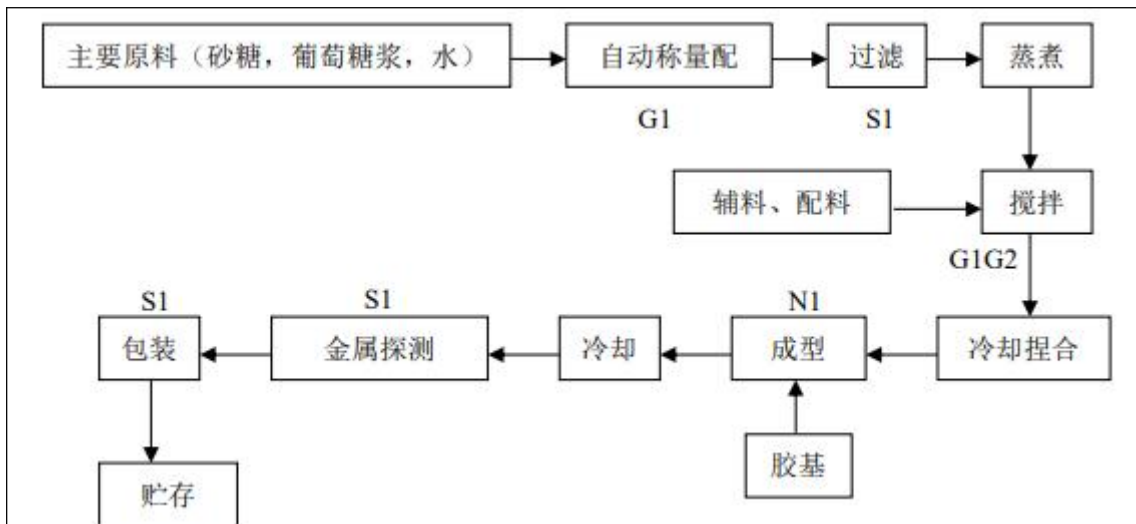 主要原料（砂糖，葡萄糖浆，水）
自动称量配
过滤
蒸煮
G1
S1
辅料、配料
搅拌
G1G2
S1
S1
N1
包装
金属探测
冷却
成型
冷却捏合
胶基
贮存